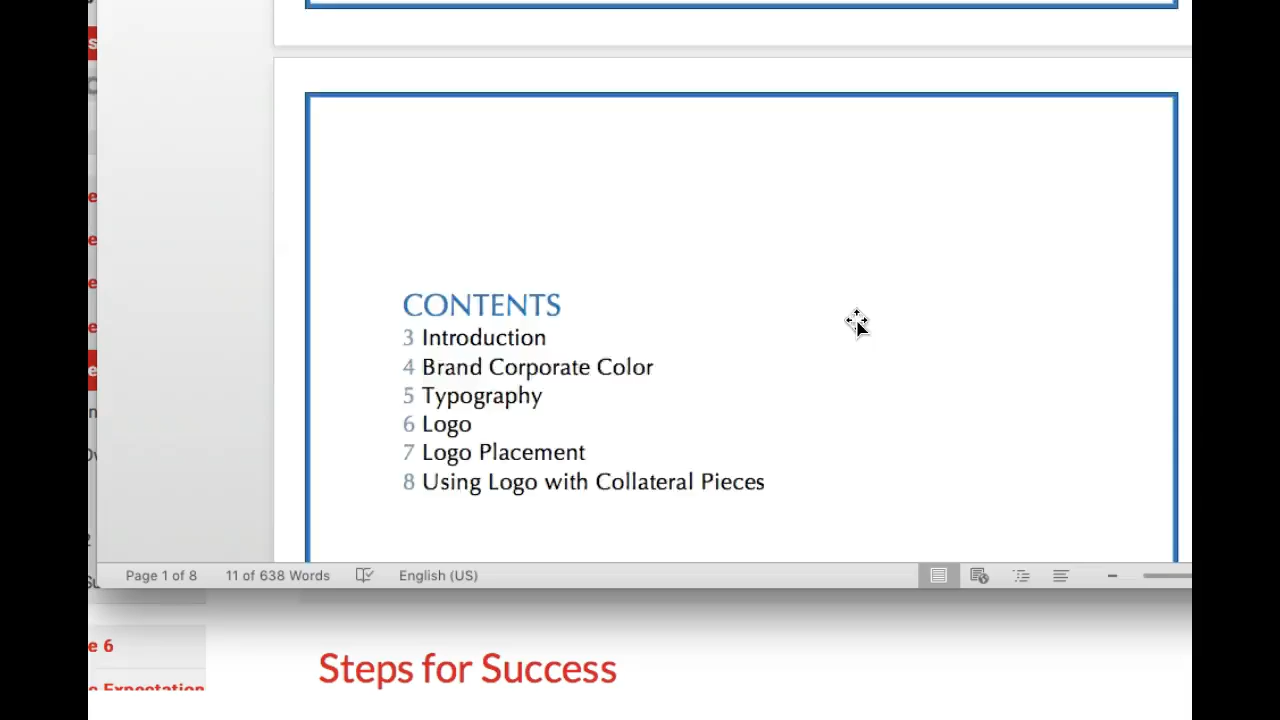 CONTENTS
3 Introduction
4 Brand Corporate Color
5 Typography
6 Logo
7 Logo Placement
8 Using Logo with Collateral Pieces
Page 1 of 8
11 of 638 Words
English (US)
e 6
Expectation
Steps for Success